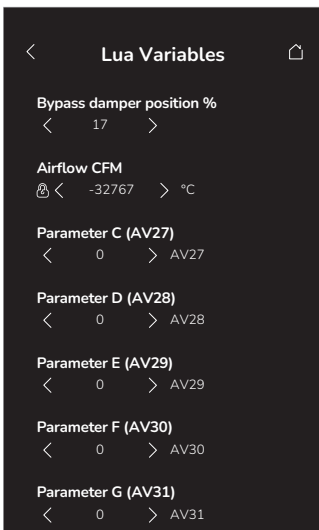 Lua Variables
Bypass damper position %
17
Airflow CFM
-32767 °C
Parameter C (AV27)
0 AV27
Parameter D (AV28)
0 AV28
Parameter E (AV29)
0 AV29
Parameter F (AV30)
0 AV30
Parameter G (AV31)
0 AV31